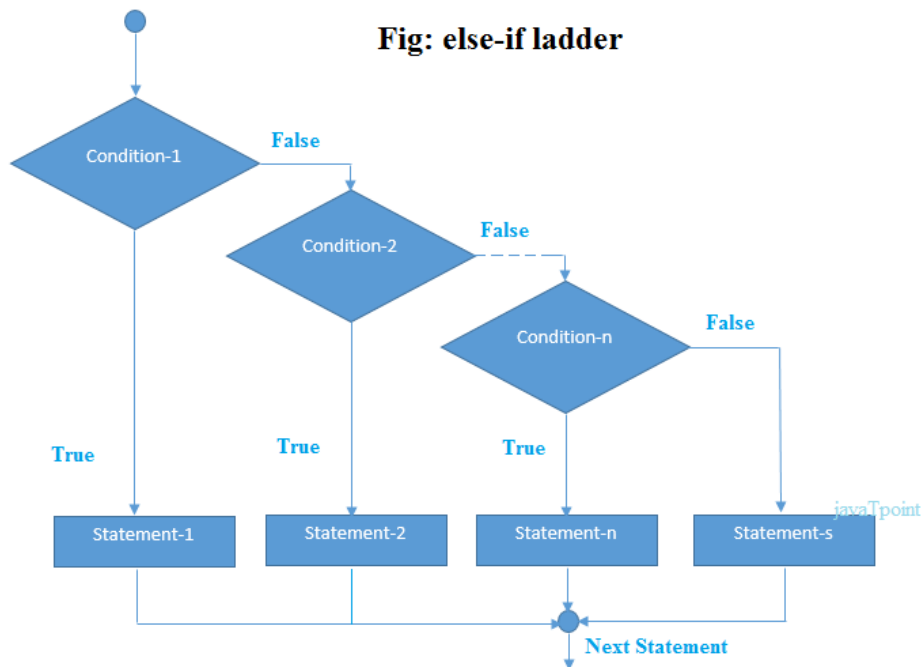 Fig: else-if ladder
Condition-1
False
Condition-2
False
Condition-n
False
True
True
True
Statement-1
Statement-2
Statement-n
Statement-s
javaTpoint
Next Statement